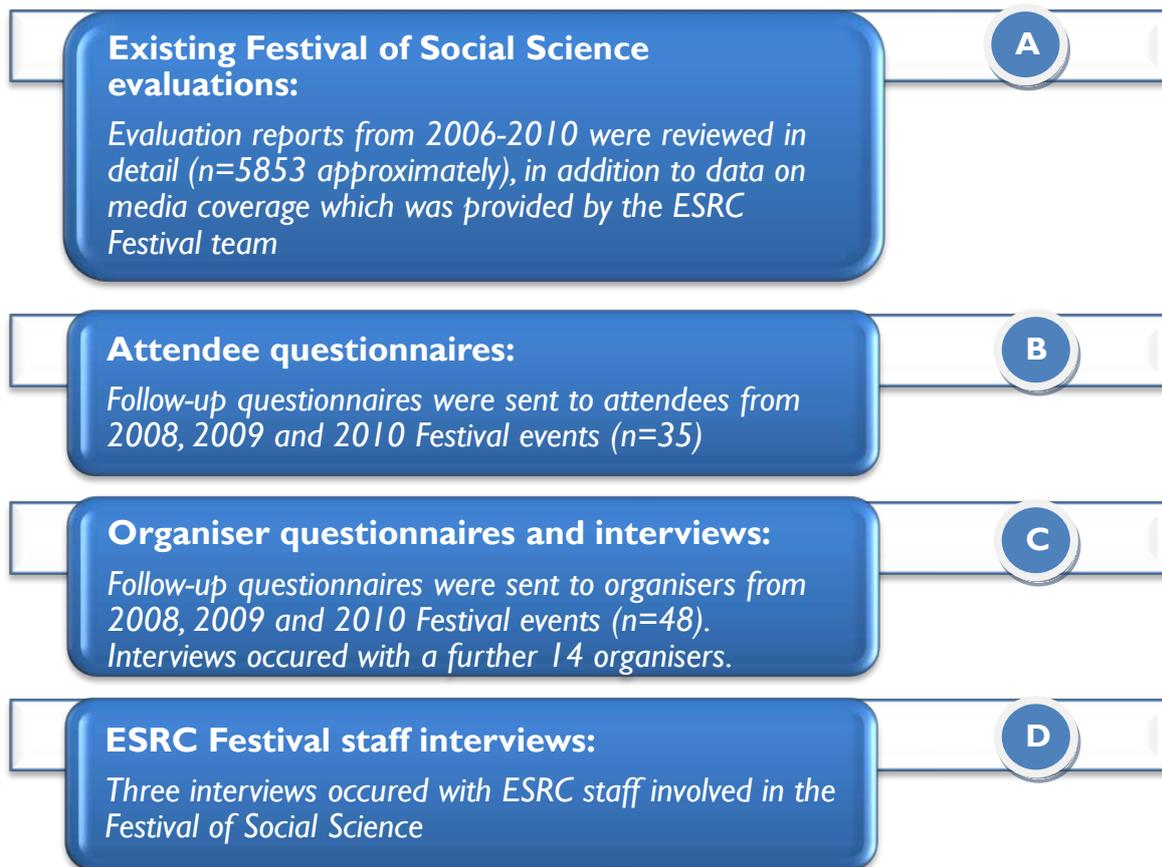 Existing Festival of Social Science
evaluations:
A
Evaluation reports from 2006-2010 were reviewed in
detail (n=5853 approximately), in addition to data on
media coverage which was provided by the ESRC
Festival team
Attendee questionnaires:
B
Follow-up questionnaires were sent to attendees from
2008, 2009 and 2010 Festival events (n=35)
Organiser questionnaires and interviews:
C
Follow-up questionnaires were sent to organisers from
2008, 2009 and 2010 Festival events (n=48).
Interviews occured with a further 14 organisers.
ESRC Festival staff interviews:
D
Three interviews occured with ESRC staff involved in the
Festival of Social Science